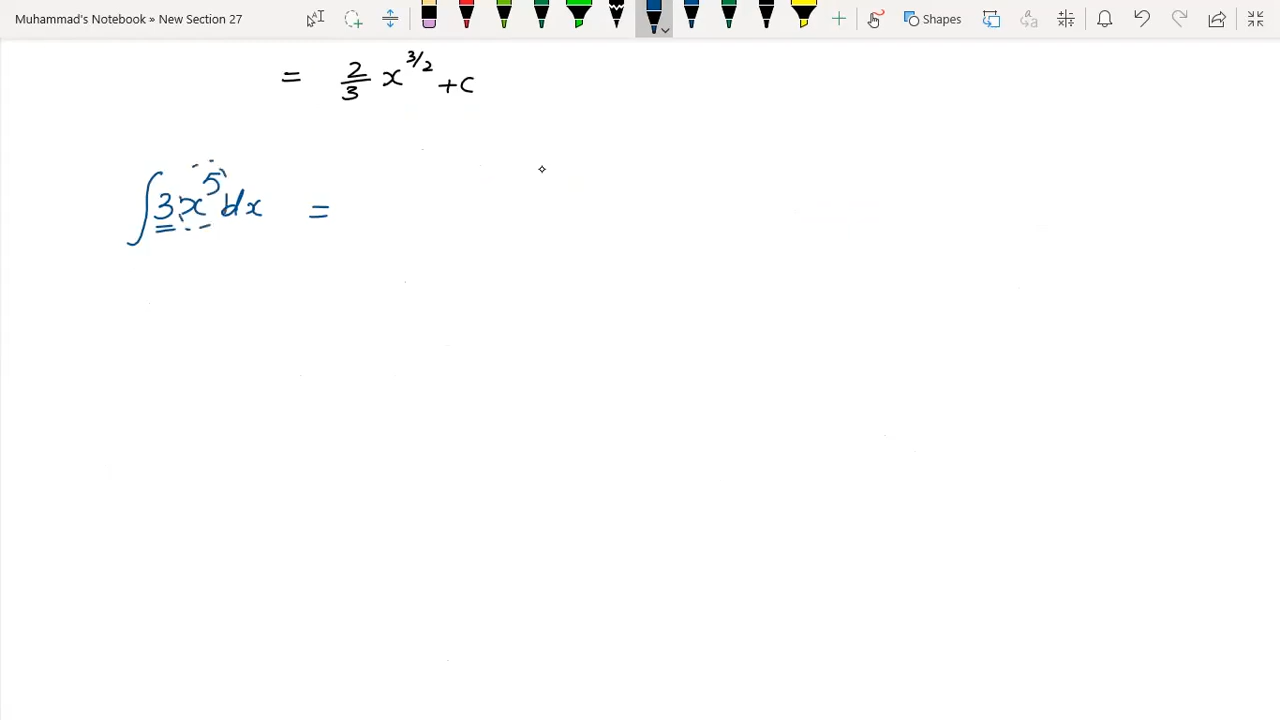 Muhammad's Notebook » New Section 27
Shapes
= 2/3 x^3/2 + c
∫3x^5 dx =